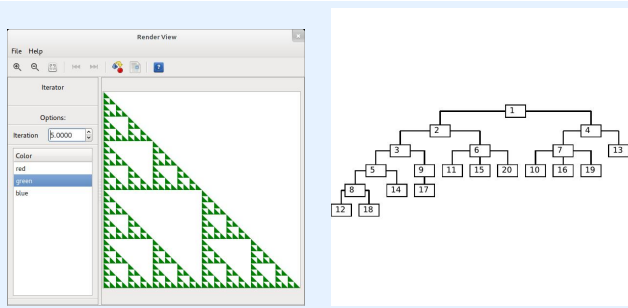 Render View
File Help
Iterator
Options:
Iteration 5.0000
Color
red
green
blue
1
2 4
3 6 7 13
5 9 11 15 20 10 16 19
8 14 17
12 18